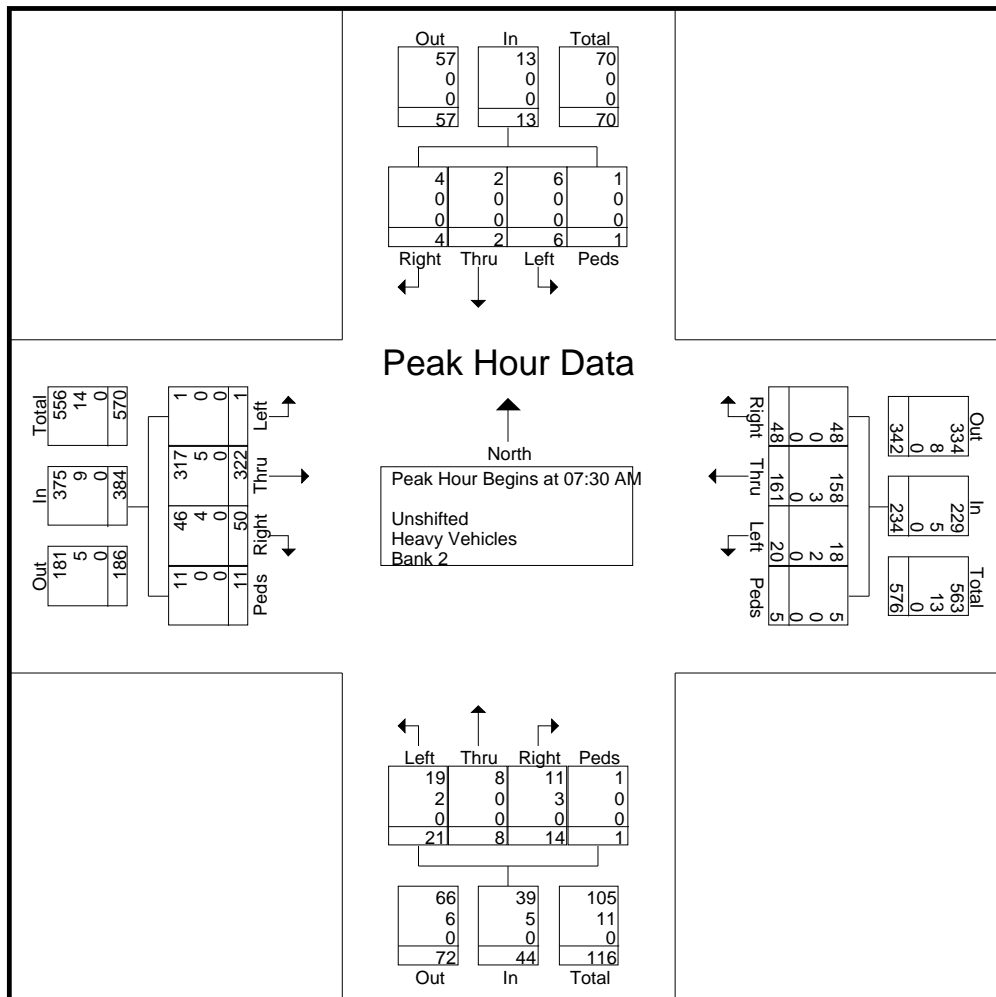 Out In Total
57 13 70
0 0 0
0 0 0
57 13 70
4 2 6 1
0 0 0 0
0 0 0 0
4 2 6 1
Right Thru Left Peds
Peak Hour Data
North
Peak Hour Begins at 07:30 AM
Unshifted
Heavy Vehicles
Bank 2
Total In Out
556 375 181
14 9 5
0 0 0
570 384 186
Left Thru Right Peds
1 317 46 11
0 5 4 0
0 0 0 0
1 322 50 11
Right Thru Left Peds
48 158 18 5
0 3 2 0
0 0 0 0
48 161 20 5
Out In Total
334 229 563
8 5 13
0 0 0
342 234 576
Left Thru Right Peds
19 8 11 1
2 0 3 0
0 0 0 0
21 8 14 1
66 39 105
6 5 11
0 0 0
72 44 116
Out In Total